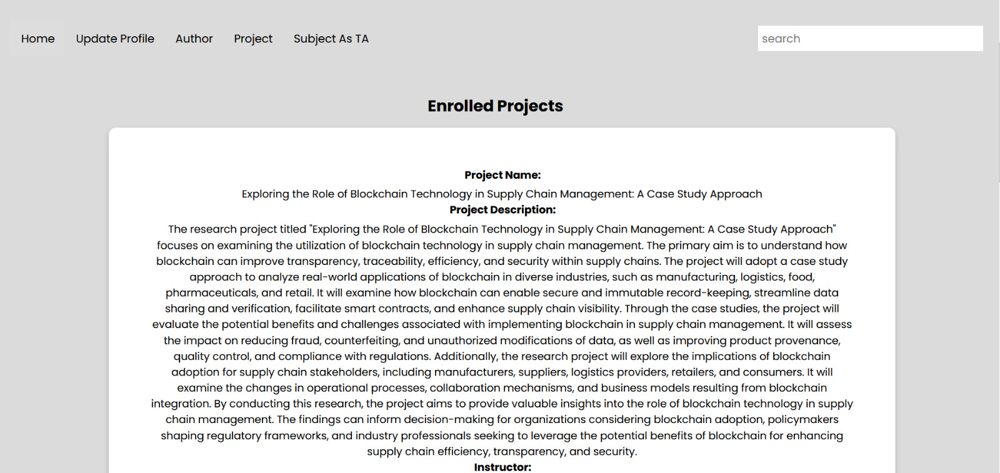 Home Update Profile Author Project Subject As TA search
Enrolled Projects
Project Name:
Exploring the Role of Blockchain Technology in Supply Chain Management: A Case Study Approach
Project Description:
The research project titled "Exploring the Role of Blockchain Technology in Supply Chain Management: A Case Study Approach"
focuses on examining the utilization of blockchain technology in supply chain management. The primary aim is to understand how
blockchain can improve transparency, traceability, efficiency, and security within supply chains. The project will adopt a case study
approach to analyze real-world applications of blockchain in diverse industries, such as manufacturing, logistics, food,
pharmaceuticals, and retail. It will examine how blockchain can enable secure and immutable record-keeping, streamline data
sharing and verification, facilitate smart contracts, and enhance supply chain visibility. Through the case studies, the project will
evaluate the potential benefits and challenges associated with implementing blockchain in supply chain management. It will assess
the impact on reducing fraud, counterfeiting, and unauthorized modifications of data, as well as improving product provenance,
quality control, and compliance with regulations. Additionally, the research project will explore the implications of blockchain
adoption for supply chain stakeholders, including manufacturers, suppliers, logistics providers, retailers, and consumers. It will
examine the changes in operational processes, collaboration mechanisms, and business models resulting from blockchain
integration. By conducting this research, the project aims to provide valuable insights into the role of blockchain technology in supply
chain management. The findings can inform decision-making for organizations considering blockchain adoption, policymakers
shaping regulatory frameworks, and industry professionals seeking to leverage the potential benefits of blockchain for enhancing
supply chain efficiency, transparency, and security.
Instructor: